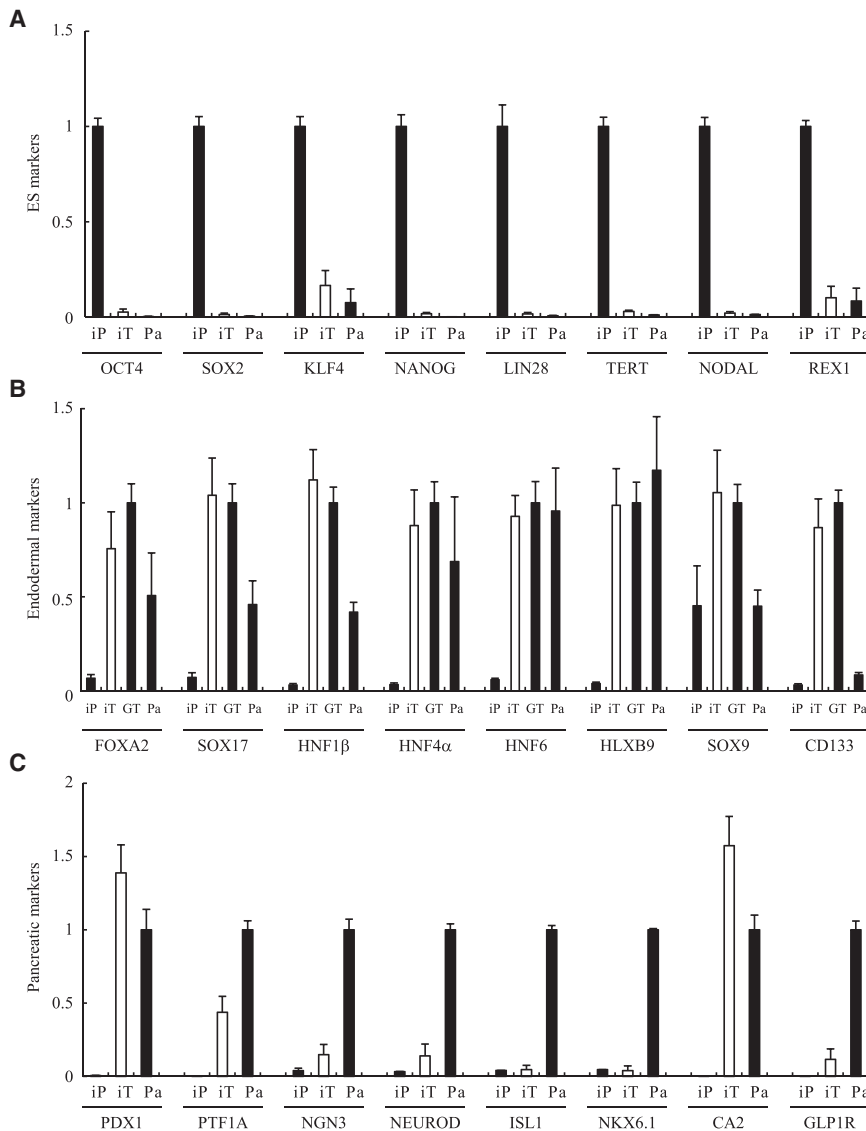 A
1.5
1
0.5
0
ES markers
iP iT Pa iP iT Pa iP iT Pa iP iT Pa iP iT Pa iP iT Pa iP iT Pa iP iT Pa
OCT4 SOX2 KLF4 NANOG LIN28 TERT NODAL REX1
B
1.5
1
0.5
0
Endodermal markers
iP iT GT Pa iP iT GT Pa iP iT GT Pa iP iT GT Pa iP iT GT Pa iP iT GT Pa iP iT GT Pa iP iT GT Pa
FOXA2 SOX17 HNF1β HNF4α HNF6 HLXB9 SOX9 CD133
C
2
1.5
1
0.5
0
Pancreatic markers
iP iT Pa iP iT Pa iP iT Pa iP iT Pa iP iT Pa iP iT Pa iP iT Pa iP iT Pa
PDX1 PTF1A NGN3 NEUROD ISL1 NKX6.1 CA2 GLP1R